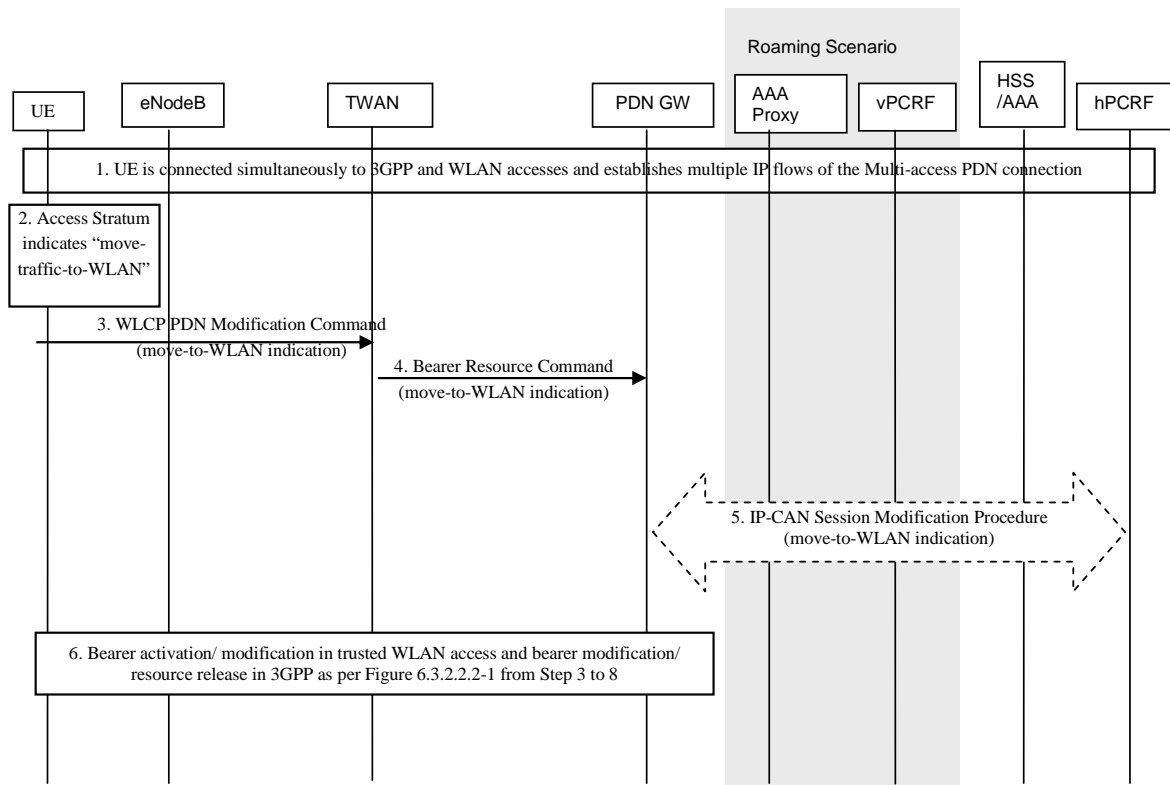 Roaming Scenario
UE
eNodeB
TWAN
PDN GW
AAA
Proxy
vPCRF
HSS
/AAA
hPCRF
1. UE is connected simultaneously to 3GPP and WLAN accesses and establishes multiple IP flows of the Multi-access PDN connection
2. Access Stratum
indicates “move-
traffic-to-WLAN”
3. WLCP PDN Modification Command
(move-to-WLAN indication)
4. Bearer Resource Command
(move-to-WLAN indication)
5. IP-CAN Session Modification Procedure
(move-to-WLAN indication)
6. Bearer activation/ modification in trusted WLAN access and bearer modification/
resource release in 3GPP as per Figure 6.3.2.2.2-1 from Step 3 to 8